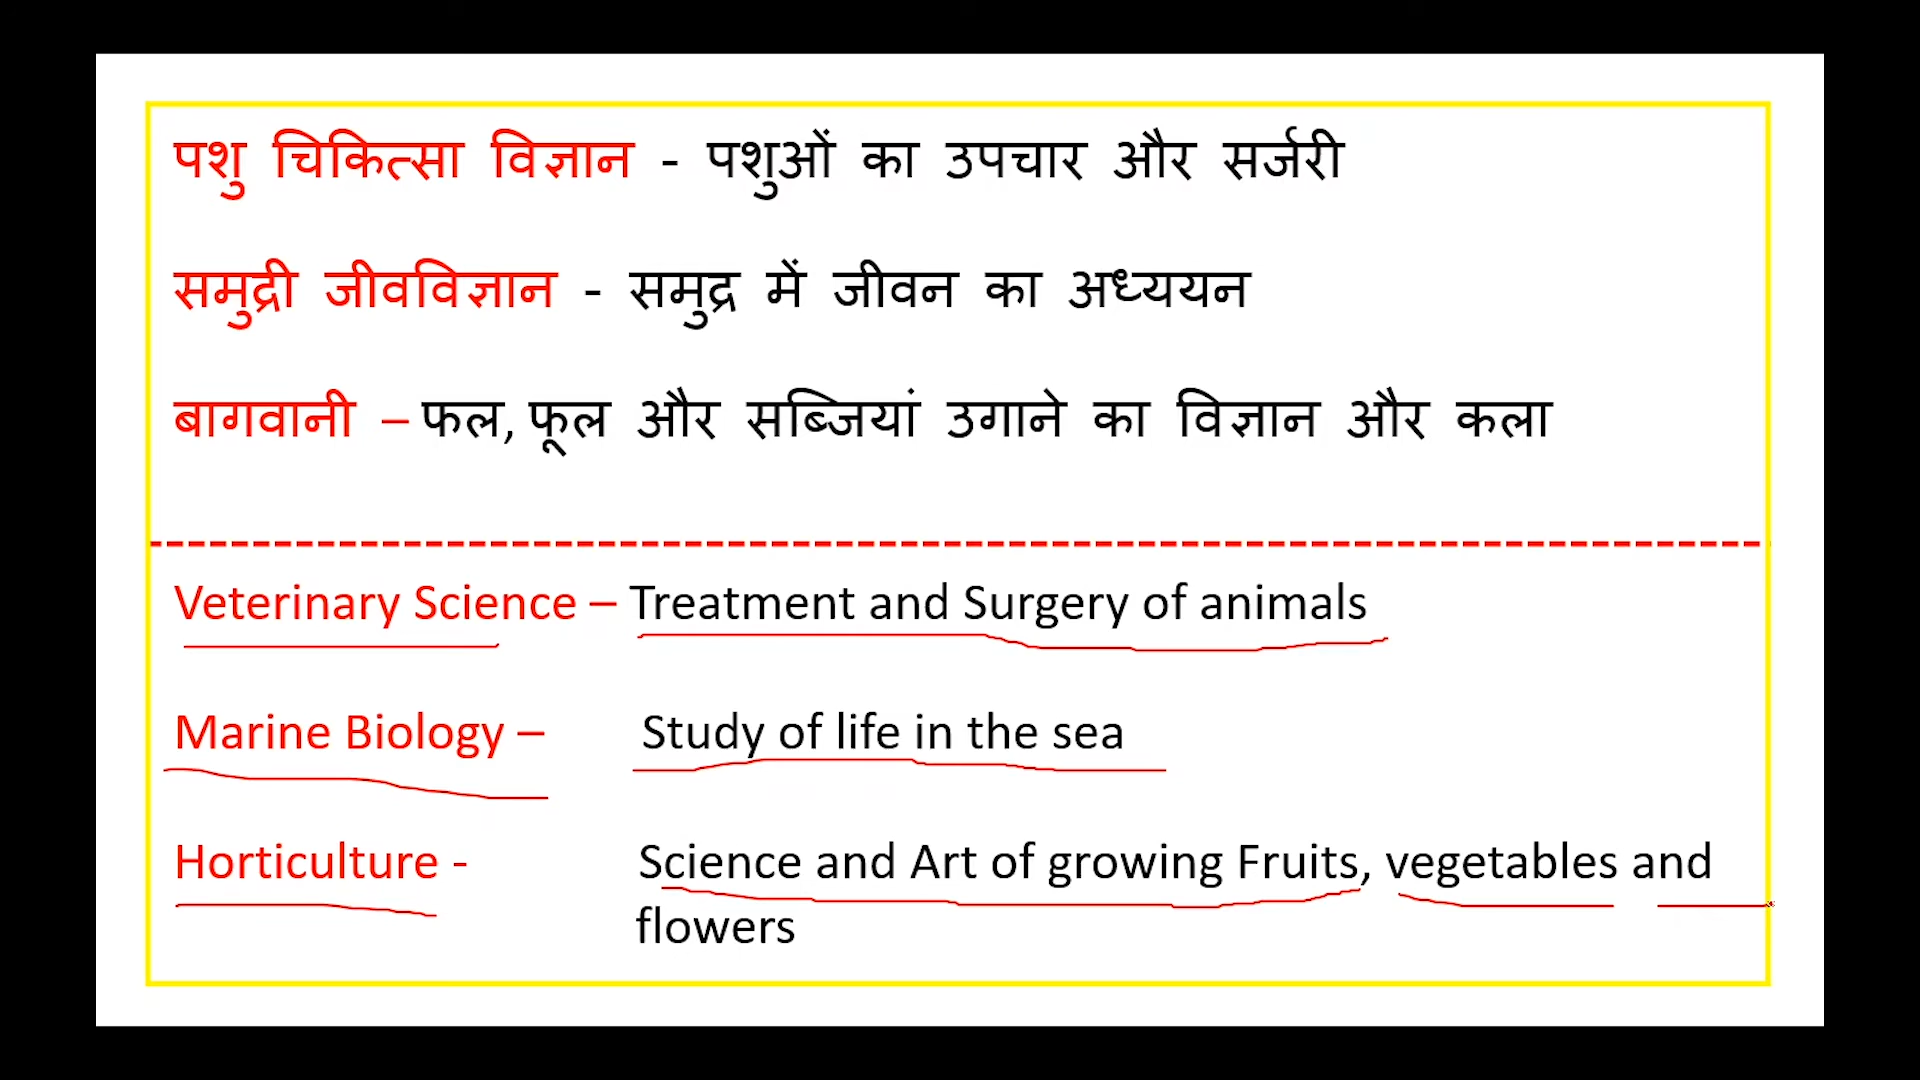 पशु चिकित्सा विज्ञान - पशुओं का उपचार और सर्जरी
समुद्री जीवविज्ञान - समुद्र में जीवन का अध्ययन
बागवानी – फल, फूल और सब्जियां उगाने का विज्ञान और कला
Veterinary Science – Treatment and Surgery of animals
Marine Biology – Study of life in the sea
Horticulture - Science and Art of growing Fruits, vegetables and
flowers